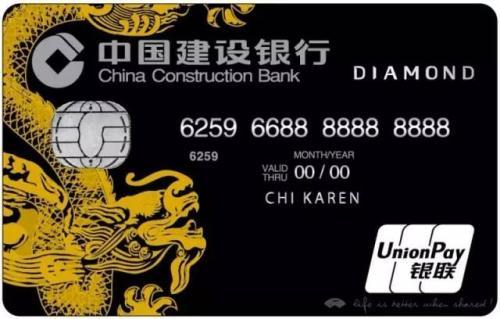 中国建设银行
China Construction Bank
DIAMOND
6259 6688 8888 8888
6259
MONTH/YEAR
VALID THRU 00/00
CHI KAREN
UnionPay
银联
life is better when shared!